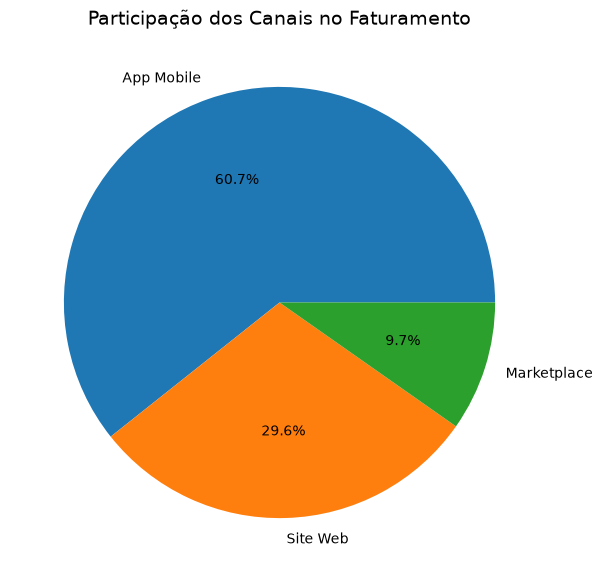 Participação dos Canais no Faturamento
App Mobile
60.7%
9.7%
Marketplace
29.6%
Site Web